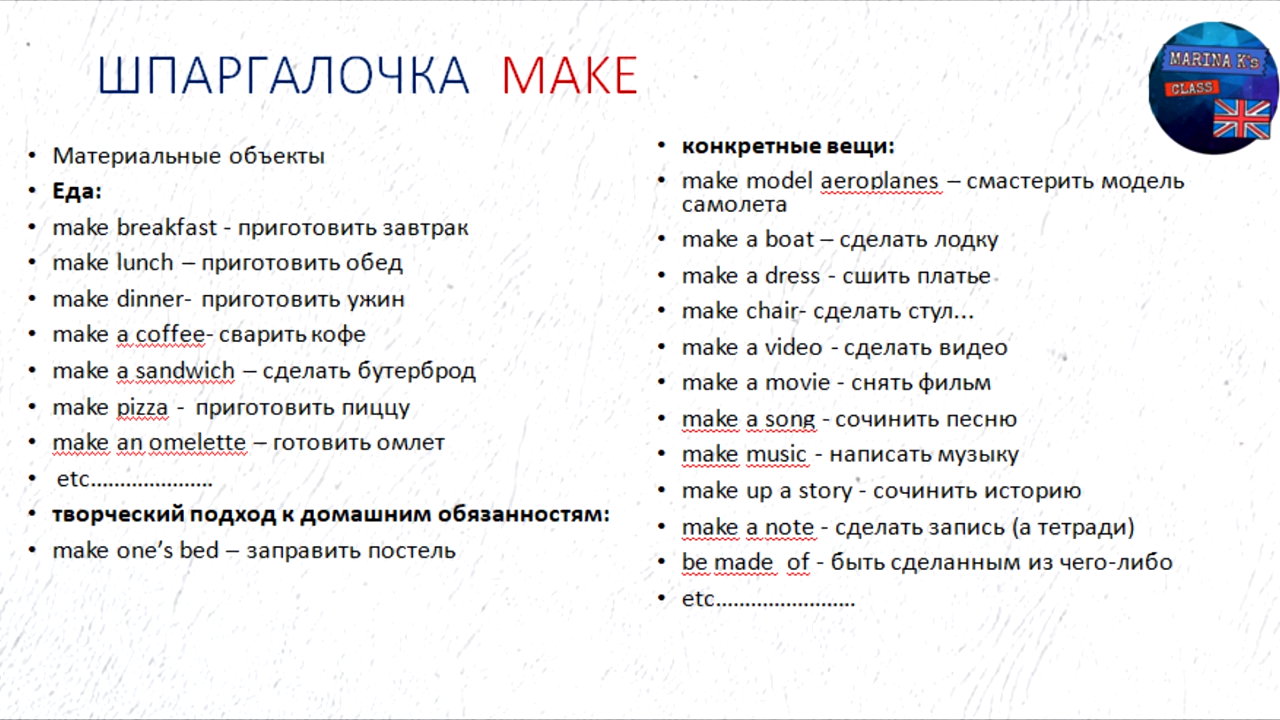 ШПАРГАЛОЧКА MAKE
MARINA K's
CLASS
• Материальные объекты
• Еда:
• make breakfast - приготовить завтрак
• make lunch – приготовить обед
• make dinner- приготовить ужин
• make a coffee- сварить кофе
• make a sandwich – сделать бутерброд
• make pizza - приготовить пиццу
• make an omelette – готовить омлет
• etc.....................
• творческий подход к домашним обязанностям:
• make one’s bed – заправить постель
• конкретные вещи:
• make model aeroplanes – смастерить модель
самолета
• make a boat – сделать лодку
• make a dress - сшить платье
• make chair- сделать стул...
• make a video - сделать видео
• make a movie - снять фильм
• make a song - сочинить песню
• make music - написать музыку
• make up a story - сочинить историю
• make a note - сделать запись (а тетради)
• be made of - быть сделанным из чего-либо
• etc........................